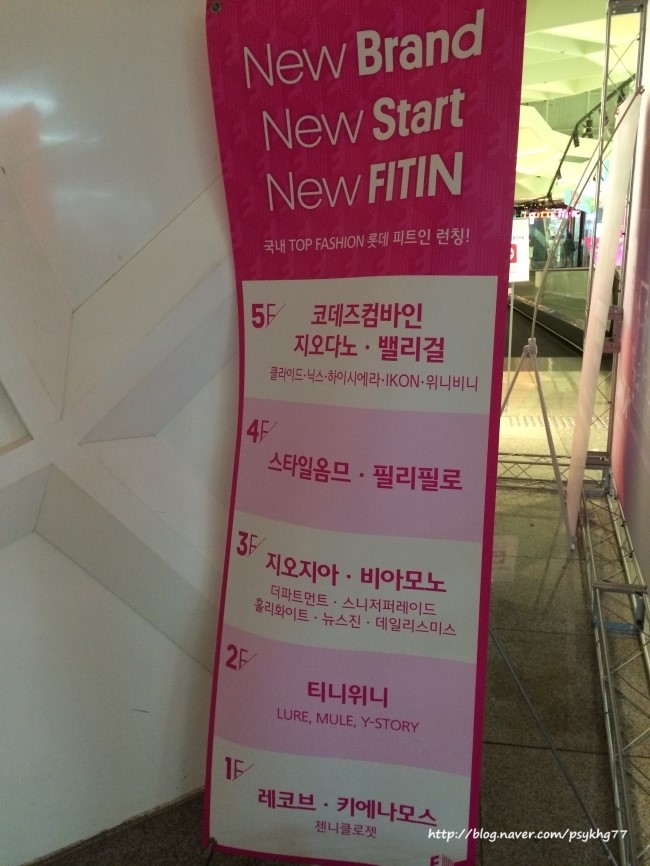 New Brand
New Start
New FITIN
국내 TOP FASHION 롯데 피트인 런칭!
5F
코데즈컴바인
지오다노 · 밸리걸
클라이드·닉스·하이시에라·IKON·위니비니
4F
스타일옴므 · 필리필로
3F
지오지아 · 비아모노
더파트먼트 · 스니저퍼레이드
홀리화이트 · 뉴스진 · 데일리스미스
2F
티니위니
LURE, MULE, Y-STORY
1F
레코브 · 키에나모스
젠니클로젯
http://blog.naver.com/psykhg77